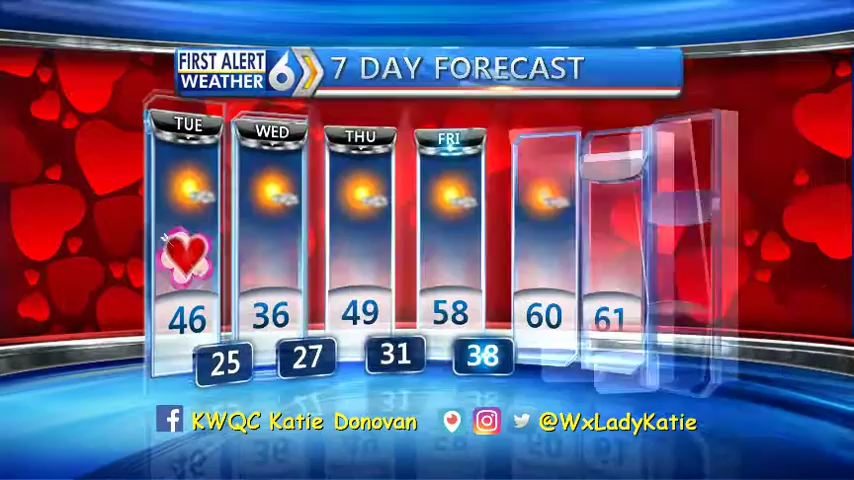 FIRST ALERT
WEATHER 6
7 DAY FORECAST
TUE WED THU FRI
46 36 49 58 60 61
25 27 31 38
KWQC Katie Donovan @WxLadyKatie